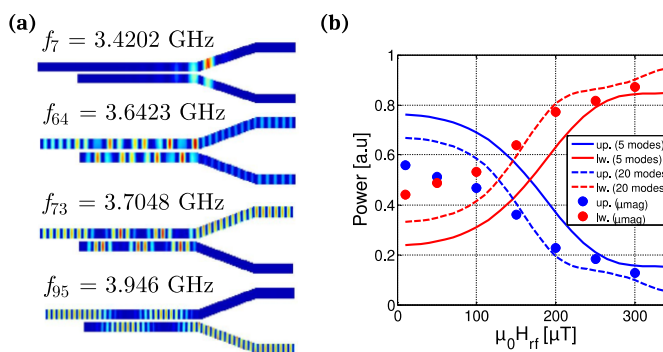 (a)
f7 = 3.4202 GHz
f64 = 3.6423 GHz
f73 = 3.7048 GHz
f95 = 3.946 GHz
(b)
Power [a.u]
1
0.8
0.6
0.4
0.2
0
0 100 200 300
μ0Hrf [μT]
up. (5 modes)
lw. (5 modes)
up. (20 modes
lw. (20 modes
up. (μmag)
lw. (μmag)